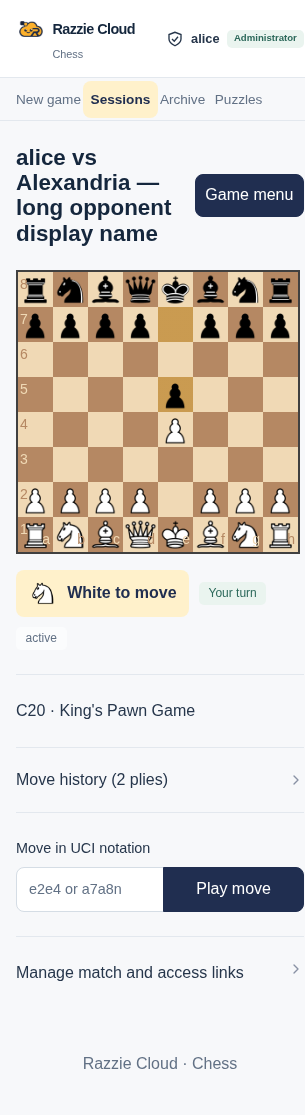 Razzie Cloud
Chess
alice Administrator
New game Sessions Archive Puzzles
alice vs
Alexandria —
long opponent
display name
Game menu
8
7
6
5
4
3
2
1
a b c d e f g h
White to move
Your turn
active
C20 · King's Pawn Game
Move history (2 plies)
Move in UCI notation
e2e4 or a7a8n
Play move
Manage match and access links
Razzie Cloud · Chess